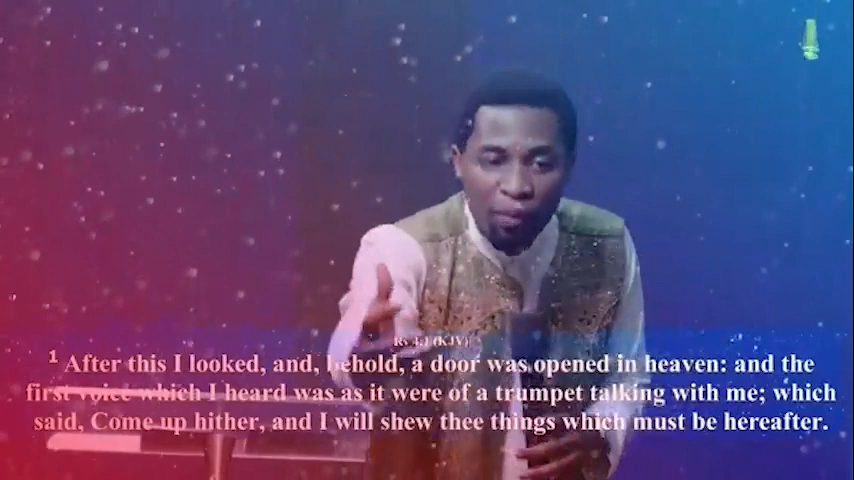 Rv 4:1 (KJV)
1 After this I looked, and, behold, a door was opened in heaven: and the
first voice which I heard was as it were of a trumpet talking with me; which
said, Come up hither, and I will shew thee things which must be hereafter.